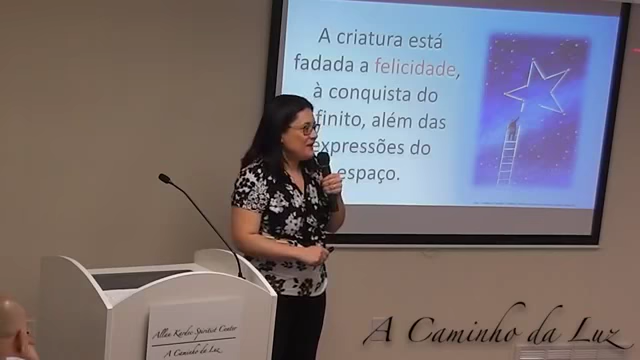 A criatura está
fadada a felicidade,
à conquista do
finito, além das
expressões do
espaço.
Allan Kardec Spiritist Center
A Caminho da Luz
A Caminho da Luz